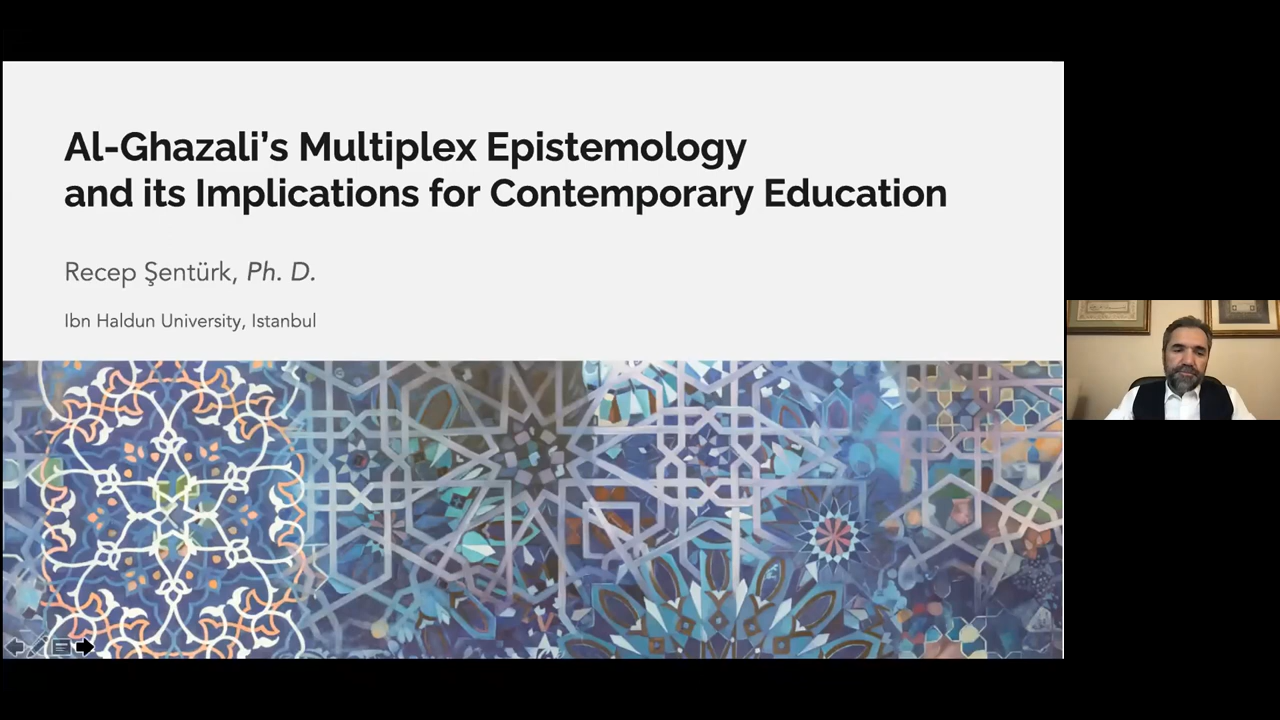 Al-Ghazali’s Multiplex Epistemology
and its Implications for Contemporary Education
Recep Şentürk, Ph. D.
Ibn Haldun University, Istanbul